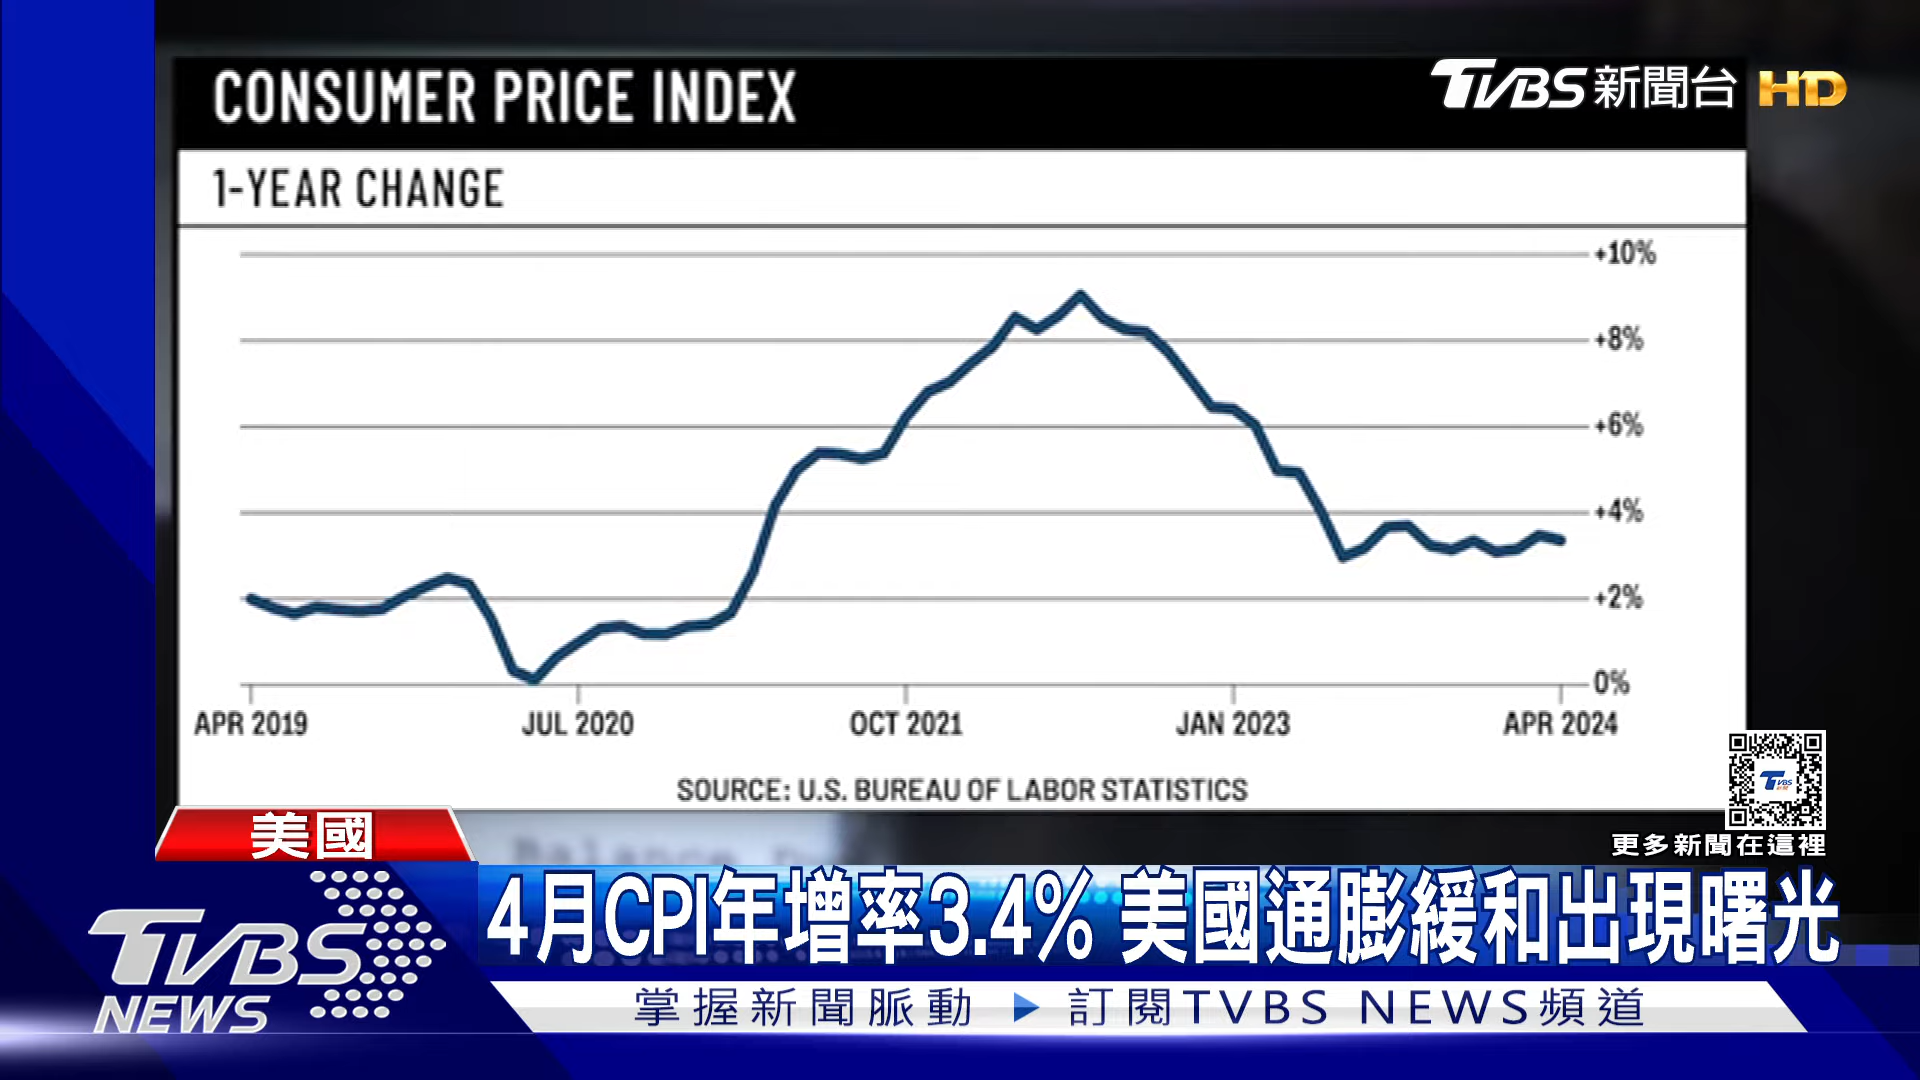 CONSUMER PRICE INDEX
TVBS新聞台 HD
1-YEAR CHANGE
+10%
+8%
+6%
+4%
+2%
0%
APR 2019 JUL 2020 OCT 2021 JAN 2023 APR 2024
SOURCE: U.S. BUREAU OF LABOR STATISTICS
TVBS
新聞
更多新聞在這裡
美國
Balance
4月CPI年增率3.4% 美國通膨緩和出現曙光
TVBS
NEWS
掌握新聞脈動 ▶ 訂閱TVBS NEWS頻道